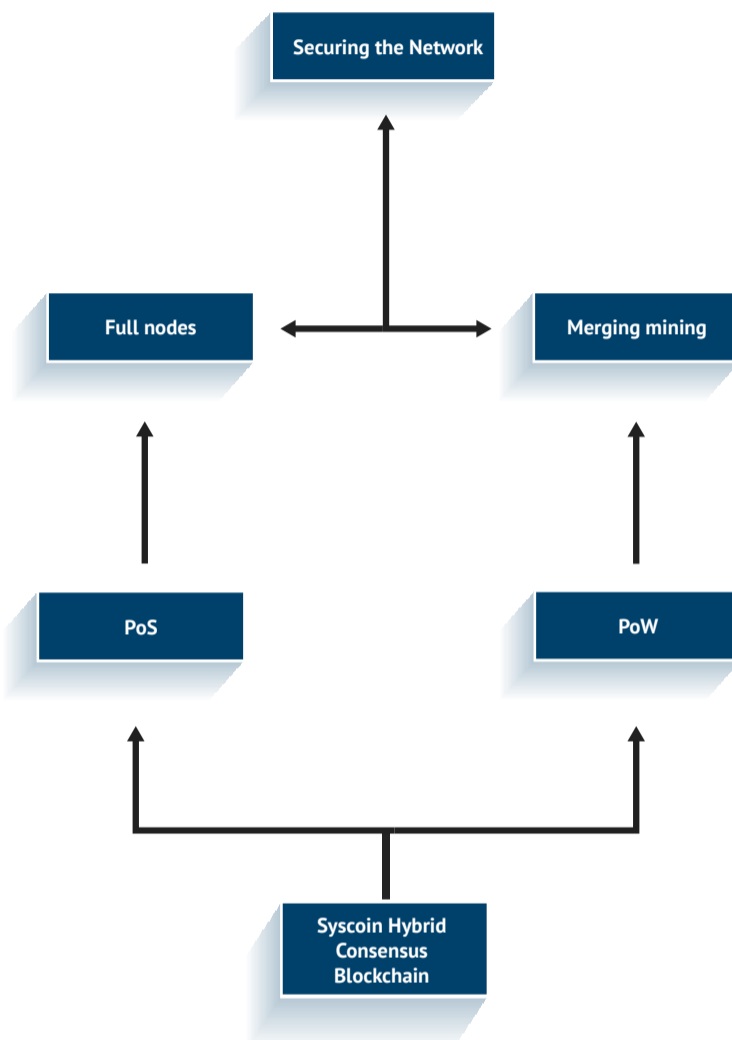 Securing the Network
Full nodes
Merging mining
PoS
PoW
Syscoin Hybrid
Consensus
Blockchain